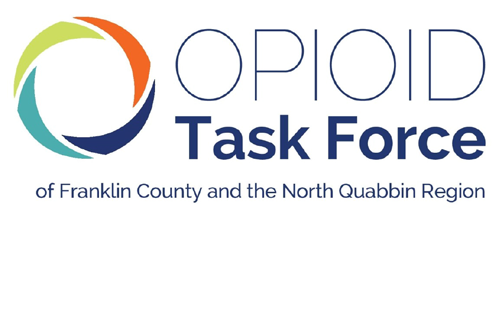 OPIOID
Task Force
of Franklin County and the North Quabbin Region